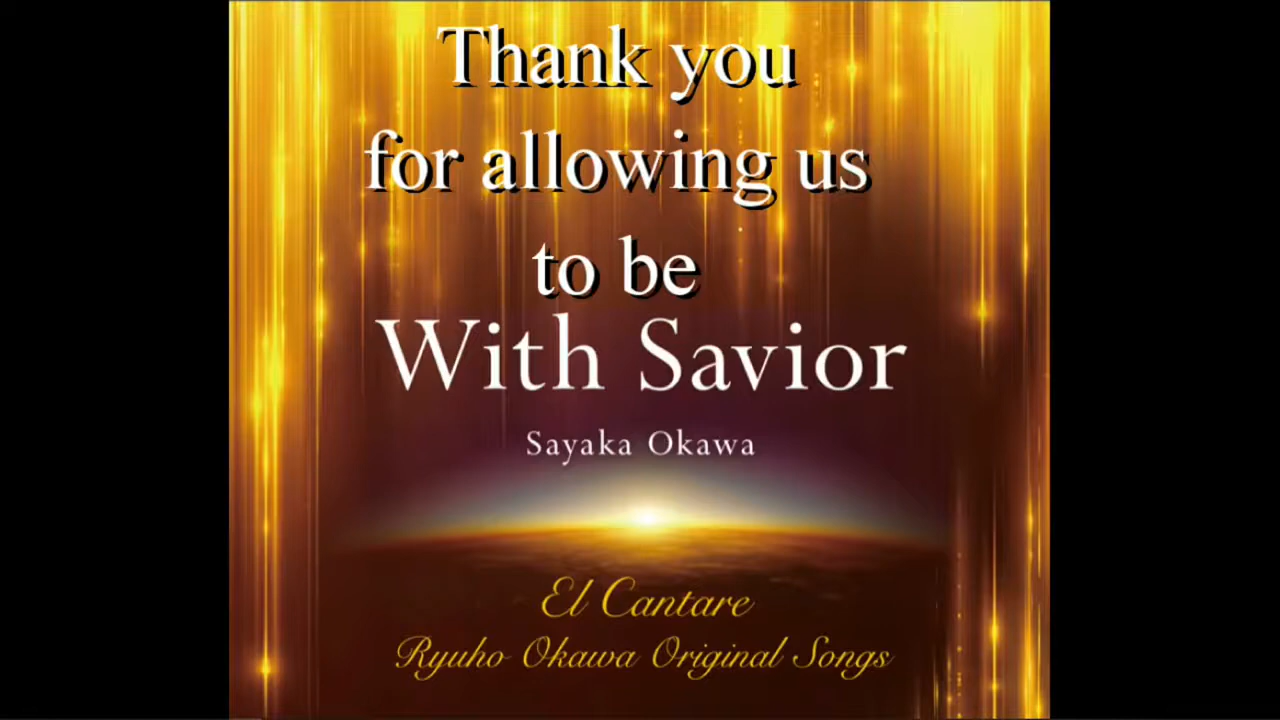 Thank you
for allowing us
to be
With Savior
Sayaka Okawa
El Cantare
Ryuho Okawa Original Songs